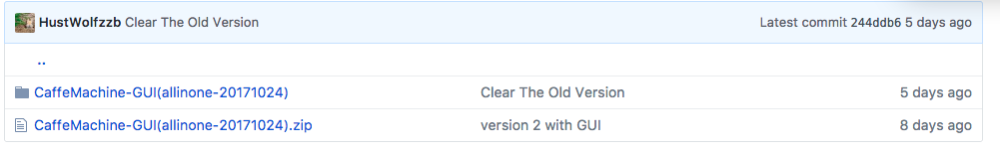 HustWolfzzb Clear The Old Version Latest commit 244ddb6 5 days ago
..
CaffeMachine-GUI(allinone-20171024) Clear The Old Version 5 days ago
CaffeMachine-GUI(allinone-20171024).zip version 2 with GUI 8 days ago